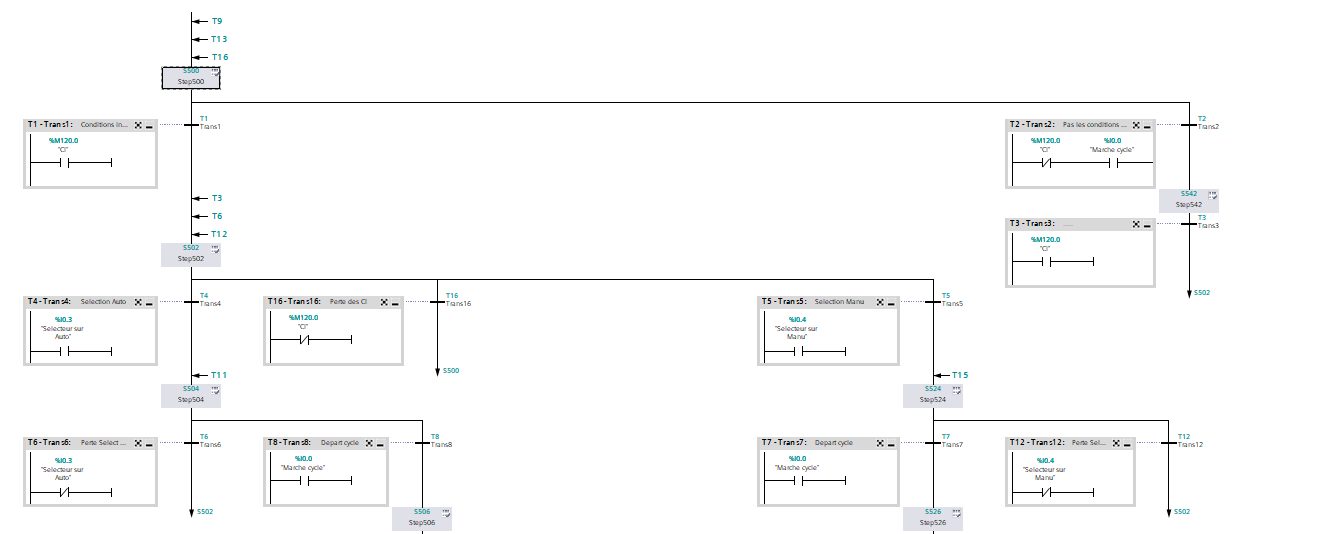 T9
T13
T16
S500
Step500
T1 - Trans1: Conditions in...
T1
Trans1
%M120.0
"CI"
T2 - Trans2: Pas les conditions ...
T2
Trans2
%M120.0 %I0.0
"CI" "Marche cycle"
T3
T6
T12
S502
Step502
S542
Step542
T3 - Trans3: ......
T3
Trans3
%M120.0
"CI"
S502
T4 - Trans4: Selection Auto
T4
Trans4
%I0.3
"Selecteur sur
Auto"
T16 - Trans16: Perte des CI
T16
Trans16
%M120.0
"CI"
S500
T5 - Trans5: Selection Manu
T5
Trans5
%I0.4
"Selecteur sur
Manu"
T11
S504
Step504
T15
S524
Step524
T6 - Trans6: Perte Select ...
T6
Trans6
%I0.3
"Selecteur sur
Auto"
S502
T8 - Trans8: Depart cycle
T8
Trans8
%I0.0
"Marche cycle"
S506
Step506
T7 - Trans7: Depart cycle
T7
Trans7
%I0.0
"Marche cycle"
S526
Step526
T12 - Trans12: Perte Sel...
T12
Trans12
%I0.4
"Selecteur sur
Manu"
S502